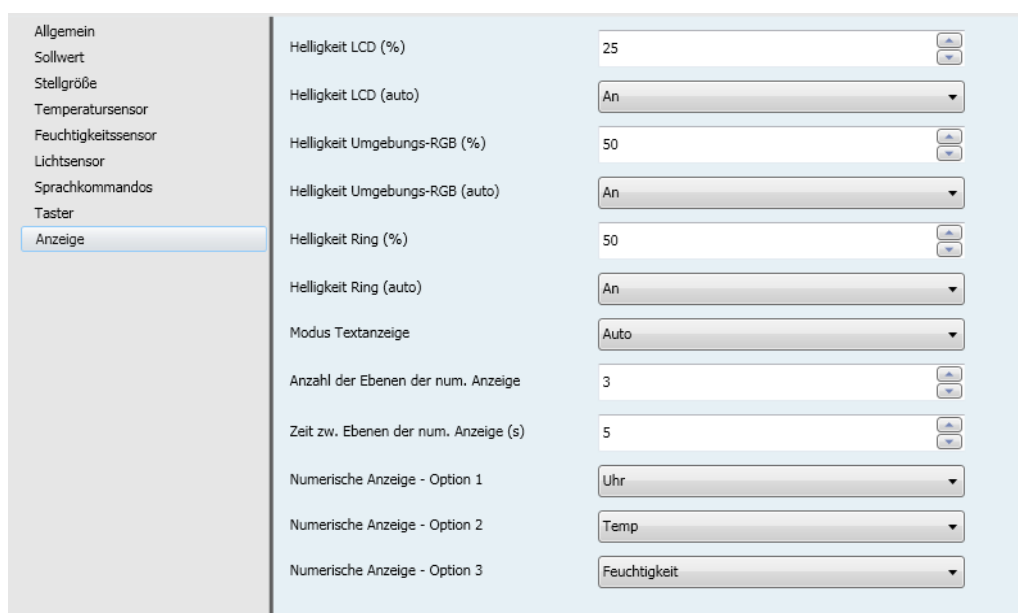 Allgemein
Sollwert
Stellgröße
Temperatursensor
Feuchtigkeitssensor
Lichtsensor
Sprachkommandos
Taster
Anzeige
Helligkeit LCD (%) 25
Helligkeit LCD (auto) An
Helligkeit Umgebungs-RGB (%) 50
Helligkeit Umgebungs-RGB (auto) An
Helligkeit Ring (%) 50
Helligkeit Ring (auto) An
Modus Textanzeige Auto
Anzahl der Ebenen der num. Anzeige 3
Zeit zw. Ebenen der num. Anzeige (s) 5
Numerische Anzeige - Option 1 Uhr
Numerische Anzeige - Option 2 Temp
Numerische Anzeige - Option 3 Feuchtigkeit